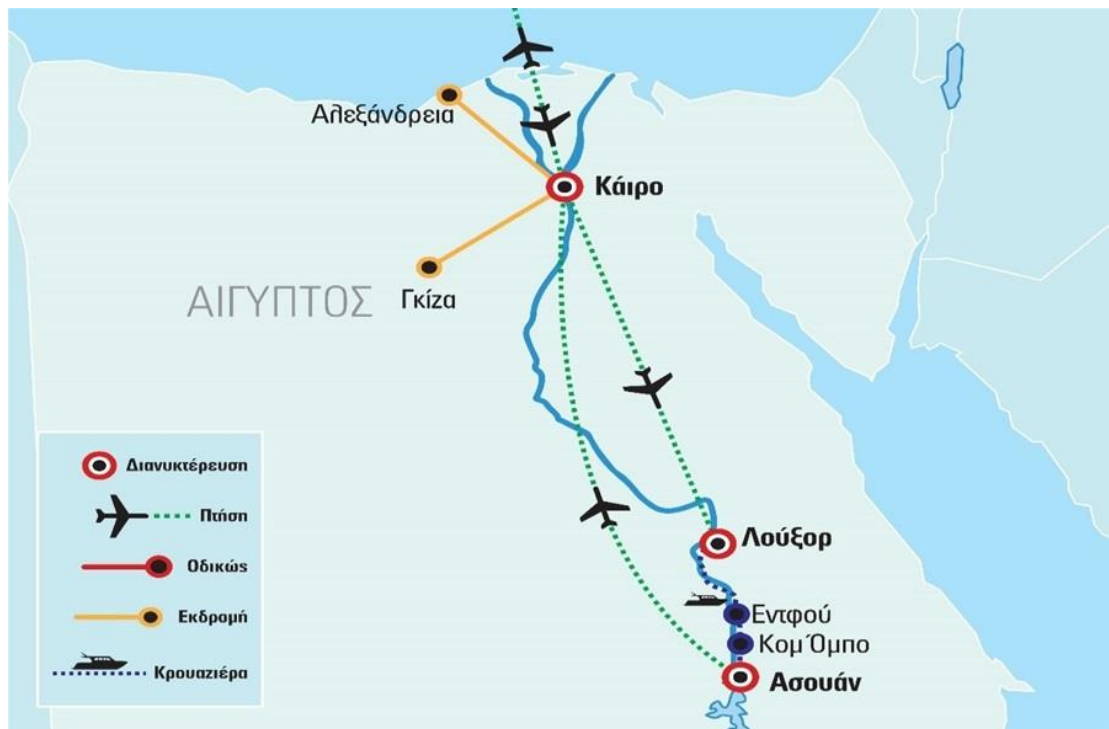 Αλεξάνδρεια
Κάιρο
Γκίζα
ΑΙΓΥΠΤΟΣ
Λούξορ
Εντφού
Κομ Όμπο
Ασουάν
Διανυκτέρευση
Πτήση
Οδικώς
Εκδρομή
Κρουαζιέρα